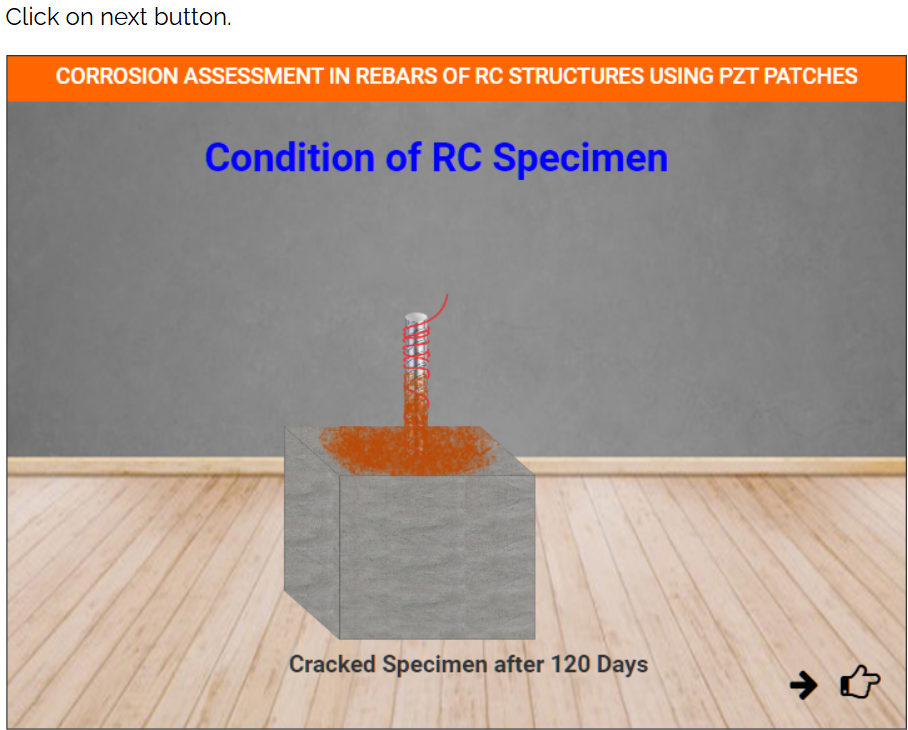 Click on next button.
CORROSION ASSESSMENT IN REBARS OF RC STRUCTURES USING PZT PATCHES
Condition of RC Specimen
Cracked Specimen after 120 Days